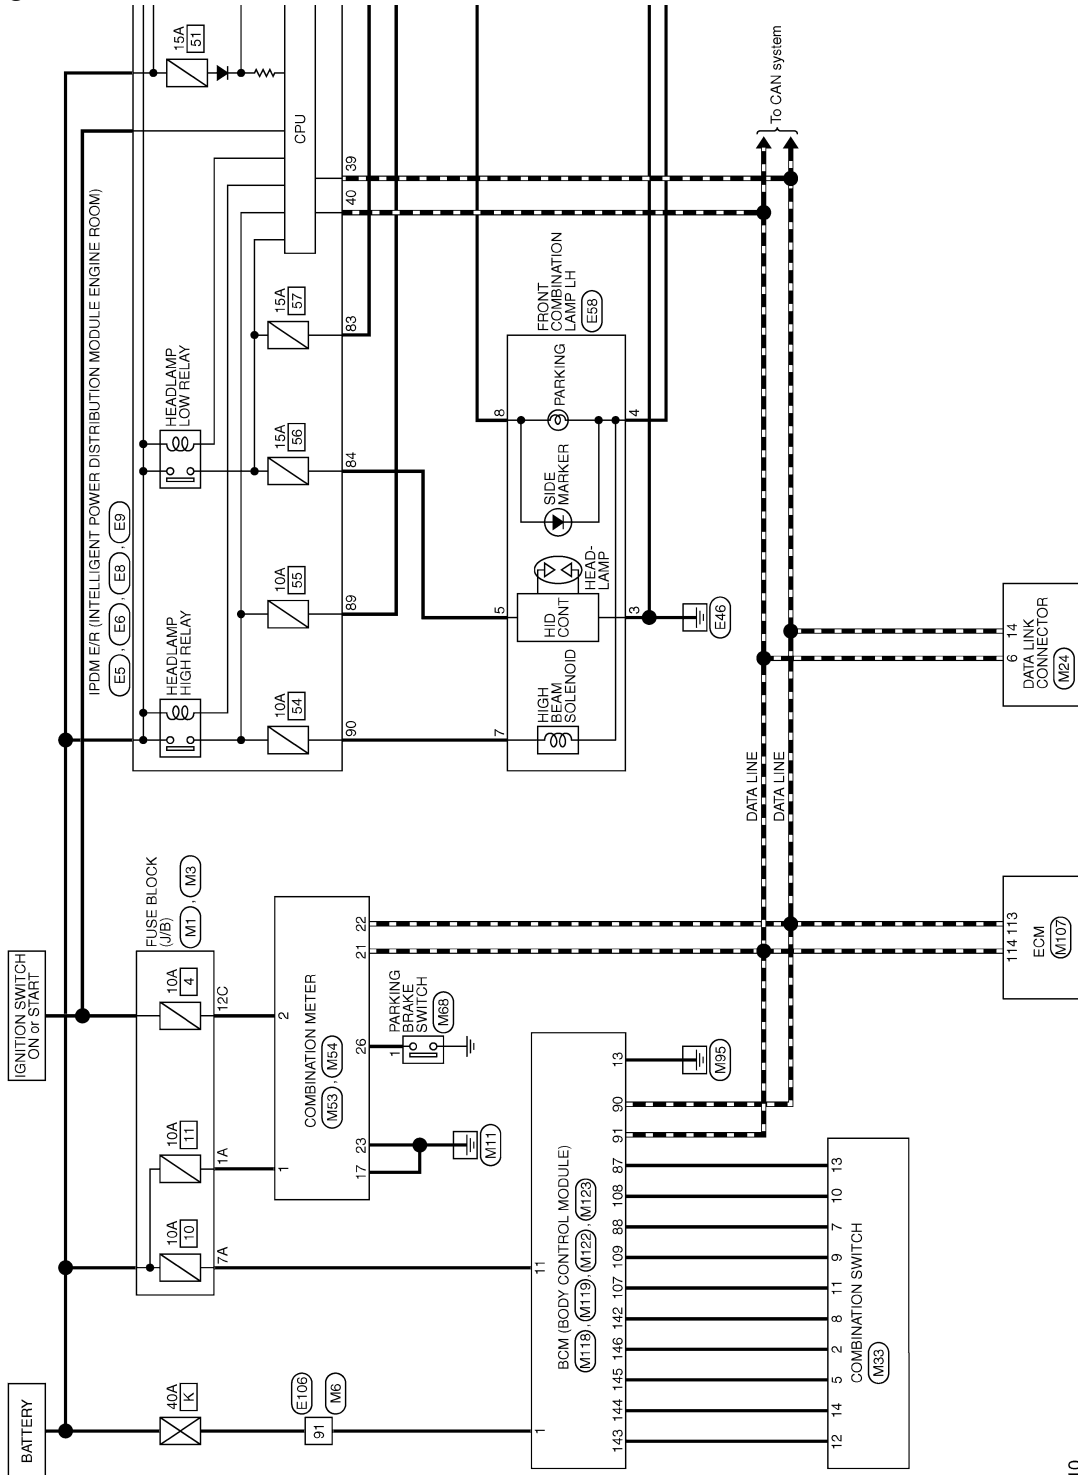 BATTERY
40A
K
E106
91
M6
IGNITION SWITCH
ON or START
FUSE BLOCK
(J/B)
M1 , M3
10A
10
10A
11
10A
4
7A
1A
12C
COMBINATION METER
M53 , M54
1
2
17
23
26
21
22
M11
1
PARKING
BRAKE
SWITCH
M68
BCM (BODY CONTROL MODULE)
M118 , M119 , M122 , M123
1
11
143
144
145
146
142
107
109
88
108
87
91
90
13
M95
12
14
5
2
8
11
9
7
10
13
COMBINATION SWITCH
M33
IPDM E/R (INTELLIGENT POWER DISTRIBUTION MODULE ENGINE ROOM)
E5 , E6 , E8 , E9
HEADLAMP
HIGH RELAY
HEADLAMP
LOW RELAY
15A
51
CPU
10A
54
10A
55
15A
56
15A
57
90
89
84
83
40
39
FRONT
COMBINATION
LAMP LH
E58
7
5
8
HIGH
BEAM
SOLENOID
HID
CONT
HEAD-
LAMP
SIDE
MARKER
PARKING
3
4
E46
DATA LINE
DATA LINE
To CAN system
114
113
ECM
M107
6
14
DATA LINK
CONNECTOR
M24